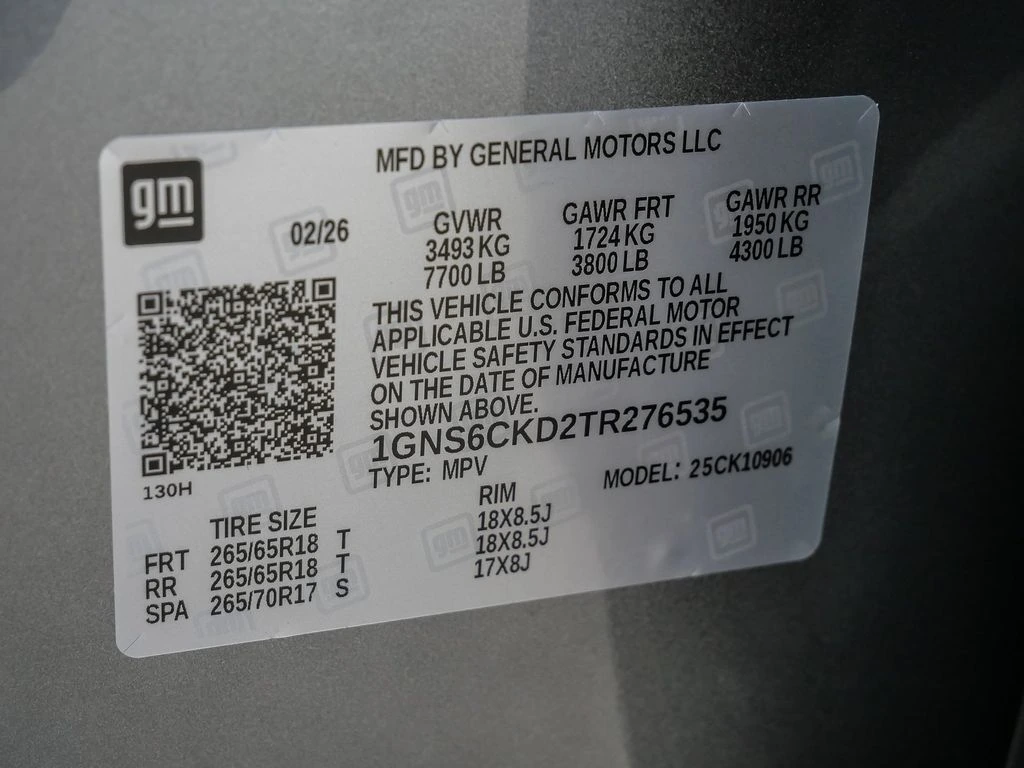 gm
MFD BY GENERAL MOTORS LLC
02/26
GVWR
3493 KG
7700 LB
GAWR FRT
1724 KG
3800 LB
GAWR RR
1950 KG
4300 LB
THIS VEHICLE CONFORMS TO ALL
APPLICABLE U.S. FEDERAL MOTOR
VEHICLE SAFETY STANDARDS IN EFFECT
ON THE DATE OF MANUFACTURE
SHOWN ABOVE.
1GNS6CKD2TR276535
TYPE: MPV
MODEL: 25CK10906
130H
TIRE SIZE
RIM
FRT 265/65R18 T 18X8.5J
RR 265/65R18 T 18X8.5J
SPA 265/70R17 S 17X8J